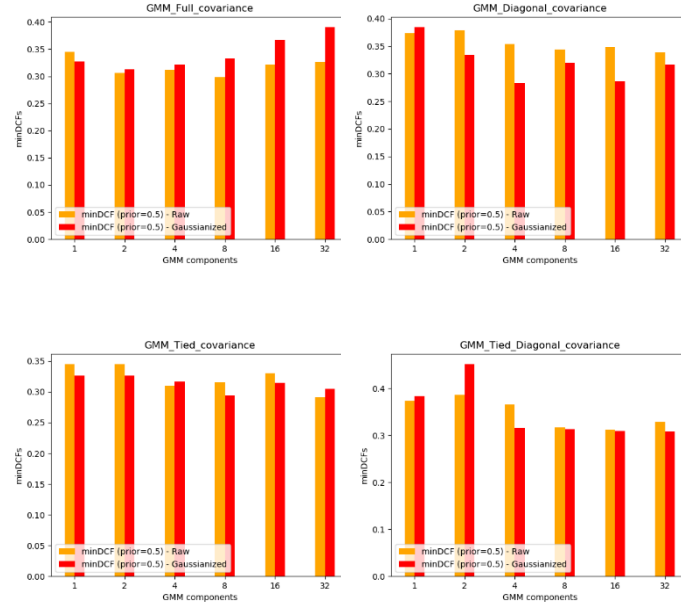 GMM_Full_covariance
0.40
0.35
0.30
0.25
0.20
0.15
0.10
0.05
0.00
minDCFs
minDCF (prior=0.5) - Raw
minDCF (prior=0.5) - Gaussianized
1 2 4 8 16 32
GMM components
GMM_Diagonal_covariance
0.40
0.35
0.30
0.25
0.20
0.15
0.10
0.05
0.00
minDCFs
minDCF (prior=0.5) - Raw
minDCF (prior=0.5) - Gaussianized
1 2 4 8 16 32
GMM components
GMM_Tied_covariance
0.35
0.30
0.25
0.20
0.15
0.10
0.05
0.00
minDCFs
minDCF (prior=0.5) - Raw
minDCF (prior=0.5) - Gaussianized
1 2 4 8 16 32
GMM components
GMM_Tied_Diagonal_covariance
0.4
0.3
0.2
0.1
0.0
minDCFs
minDCF (prior=0.5) - Raw
minDCF (prior=0.5) - Gaussianized
1 2 4 8 16 32
GMM components